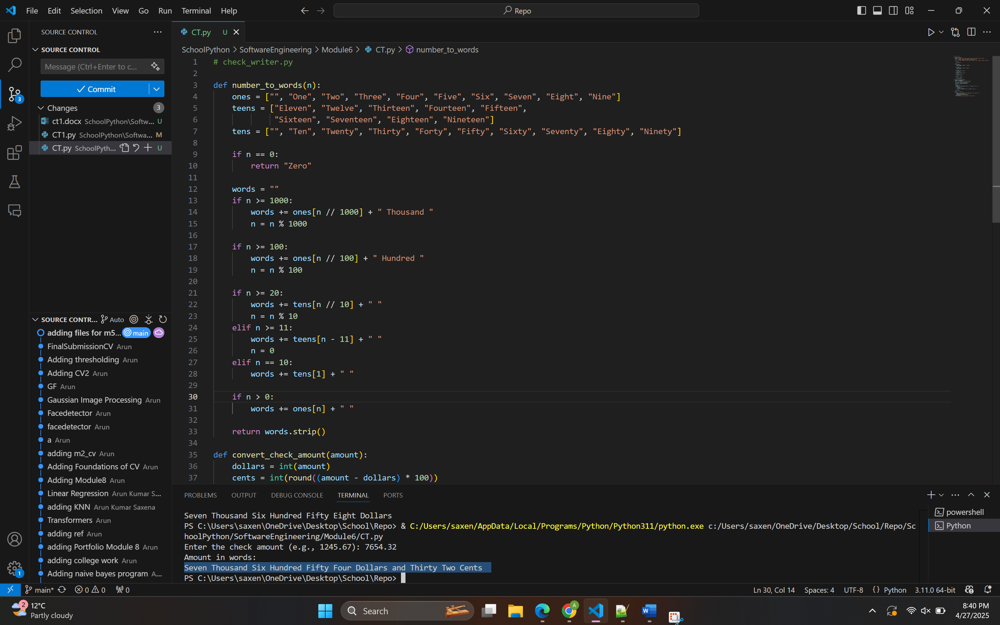 File Edit Selection View Go Run Terminal Help
Repo
SOURCE CONTROL
SOURCE CONTROL
Message (Ctrl+Enter to c...
Commit
3
Changes 3
ct1.docx SchoolPython\Softw... U
CT1.py SchoolPython\Softwa... M
CT.py SchoolPyth... U
SOURCE CONTR... Auto
adding files for m5... main
FinalSubmissionCV Arun
Adding thresholding Arun
Adding CV2 Arun
GF Arun
Gaussian Image Processing Arun
Facedetector Arun
facedetector Arun
a Arun
adding m2_cv Arun
Adding Foundations of CV Arun
Adding Module8 Arun
Linear Regression Arun Kumar S...
adding KNN Arun Kumar Saxena
Transformers Arun
adding ref Arun
adding Portfolio Module 8 Arun
adding college work Arun
Adding naive bayes program A...
1
CT.py U
SchoolPython > SoftwareEngineering > Module6 > CT.py > number_to_words
1 # check_writer.py
2
3 def number_to_words(n):
4 ones = ["", "One", "Two", "Three", "Four", "Five", "Six", "Seven", "Eight", "Nine"]
5 teens = ["Eleven", "Twelve", "Thirteen", "Fourteen", "Fifteen",
6 "Sixteen", "Seventeen", "Eighteen", "Nineteen"]
7 tens = ["", "Ten", "Twenty", "Thirty", "Forty", "Fifty", "Sixty", "Seventy", "Eighty", "Ninety"]
8
9 if n == 0:
10 return "Zero"
11
12 words = ""
13 if n >= 1000:
14 words += ones[n // 1000] + " Thousand "
15 n = n % 1000
16
17 if n >= 100:
18 words += ones[n // 100] + " Hundred "
19 n = n % 100
20
21 if n >= 20:
22 words += tens[n // 10] + " "
23 n = n % 10
24 elif n >= 11:
25 words += teens[n - 11] + " "
26 n = 0
27 elif n == 10:
28 words += tens[1] + " "
29
30 if n > 0:
31 words += ones[n] + " "
32
33 return words.strip()
34
35 def convert_check_amount(amount):
36 dollars = int(amount)
37 cents = int(round((amount - dollars) * 100))
PROBLEMS OUTPUT DEBUG CONSOLE TERMINAL PORTS
Seven Thousand Six Hundred Fifty Eight Dollars
PS C:\Users\saxen\OneDrive\Desktop\School\Repo> & C:/Users/saxen/AppData/Local/Programs/Python/Python311/python.exe c:/Users/saxen/OneDrive/Desktop/School/Repo/Sc
hoolPython/SoftwareEngineering/Module6/CT.py
Enter the check amount (e.g., 1245.67): 7654.32
Amount in words:
Seven Thousand Six Hundred Fifty Four Dollars and Thirty Two Cents
PS C:\Users\saxen\OneDrive\Desktop\School\Repo>
powershell
Python
main* 0 0 0 Ln 30, Col 14 Spaces: 4 UTF-8 {} Python 3.11.0 64-bit
2 12°C
Partly cloudy
Search
A
8:40 PM
4/27/2025